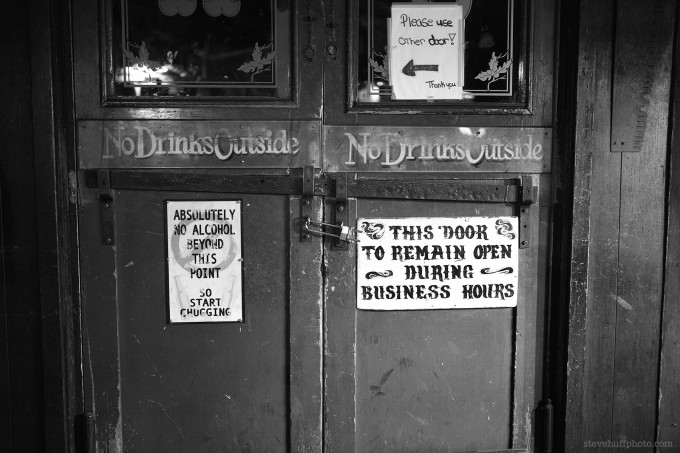 Please use
other door!
Thank you
No Drinks Outside
No Drinks Outside
ABSOLUTELY
NO ALCOHOL
BEYOND
THIS
POINT
SO
START
CHUGGING
THIS DOOR
TO REMAIN OPEN
DURING
BUSINESS HOURS
stevehuffphoto.com